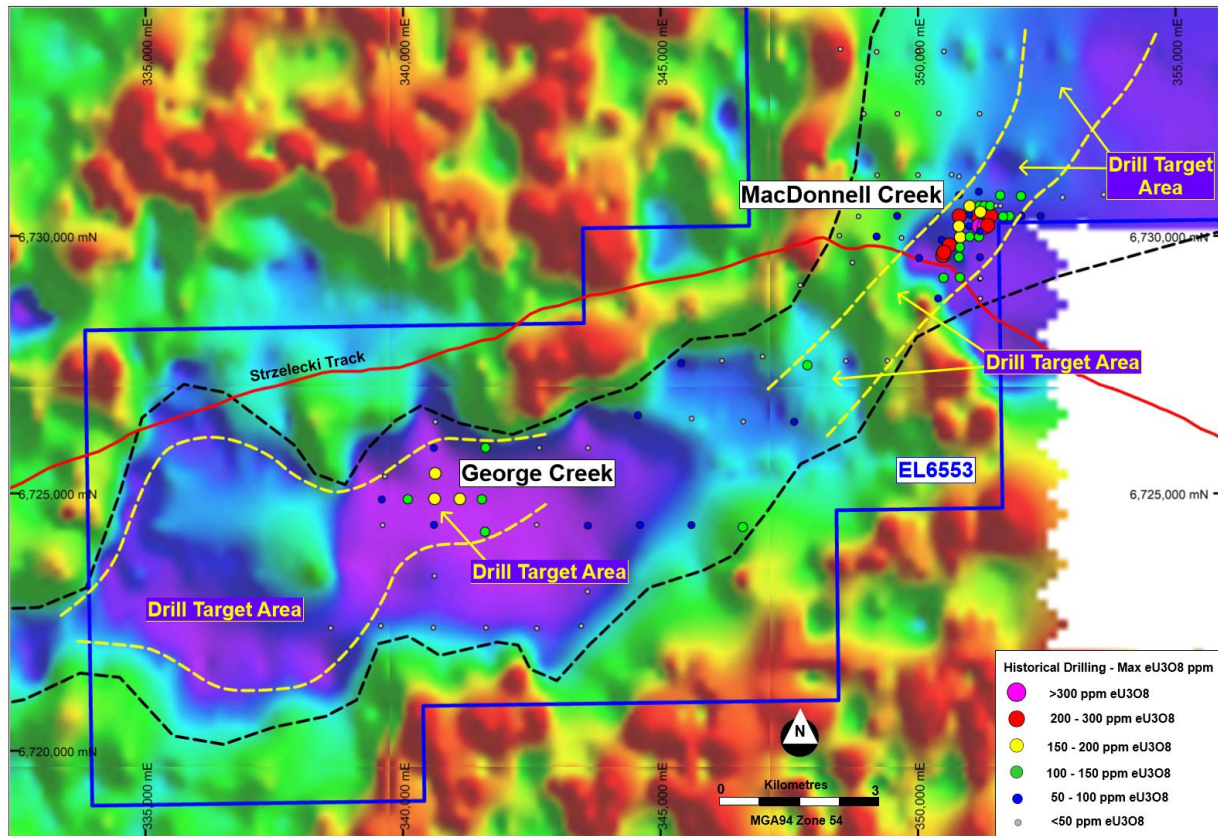 335,000 mE
340,000 mE
345,000 mE
350,000 mE
355,000 mE
Drill Target
Area
MacDonnell Creek
6,730,000 mN
6,730,000 mN
Strzelecki Track
Drill Target Area
George Creek
EL6553
6,725,000 mN
6,725,000 mN
Drill Target Area
Drill Target Area
Historical Drilling - Max eU3O8 ppm
>300 ppm eU3O8
200 - 300 ppm eU3O8
150 - 200 ppm eU3O8
100 - 150 ppm eU3O8
50 - 100 ppm eU3O8
<50 ppm eU3O8
N
6,720,000 mN
Kilometres
0 3
MGA94 Zone 54
335,000 mE
340,000 mE
345,000 mE
350,000 mE